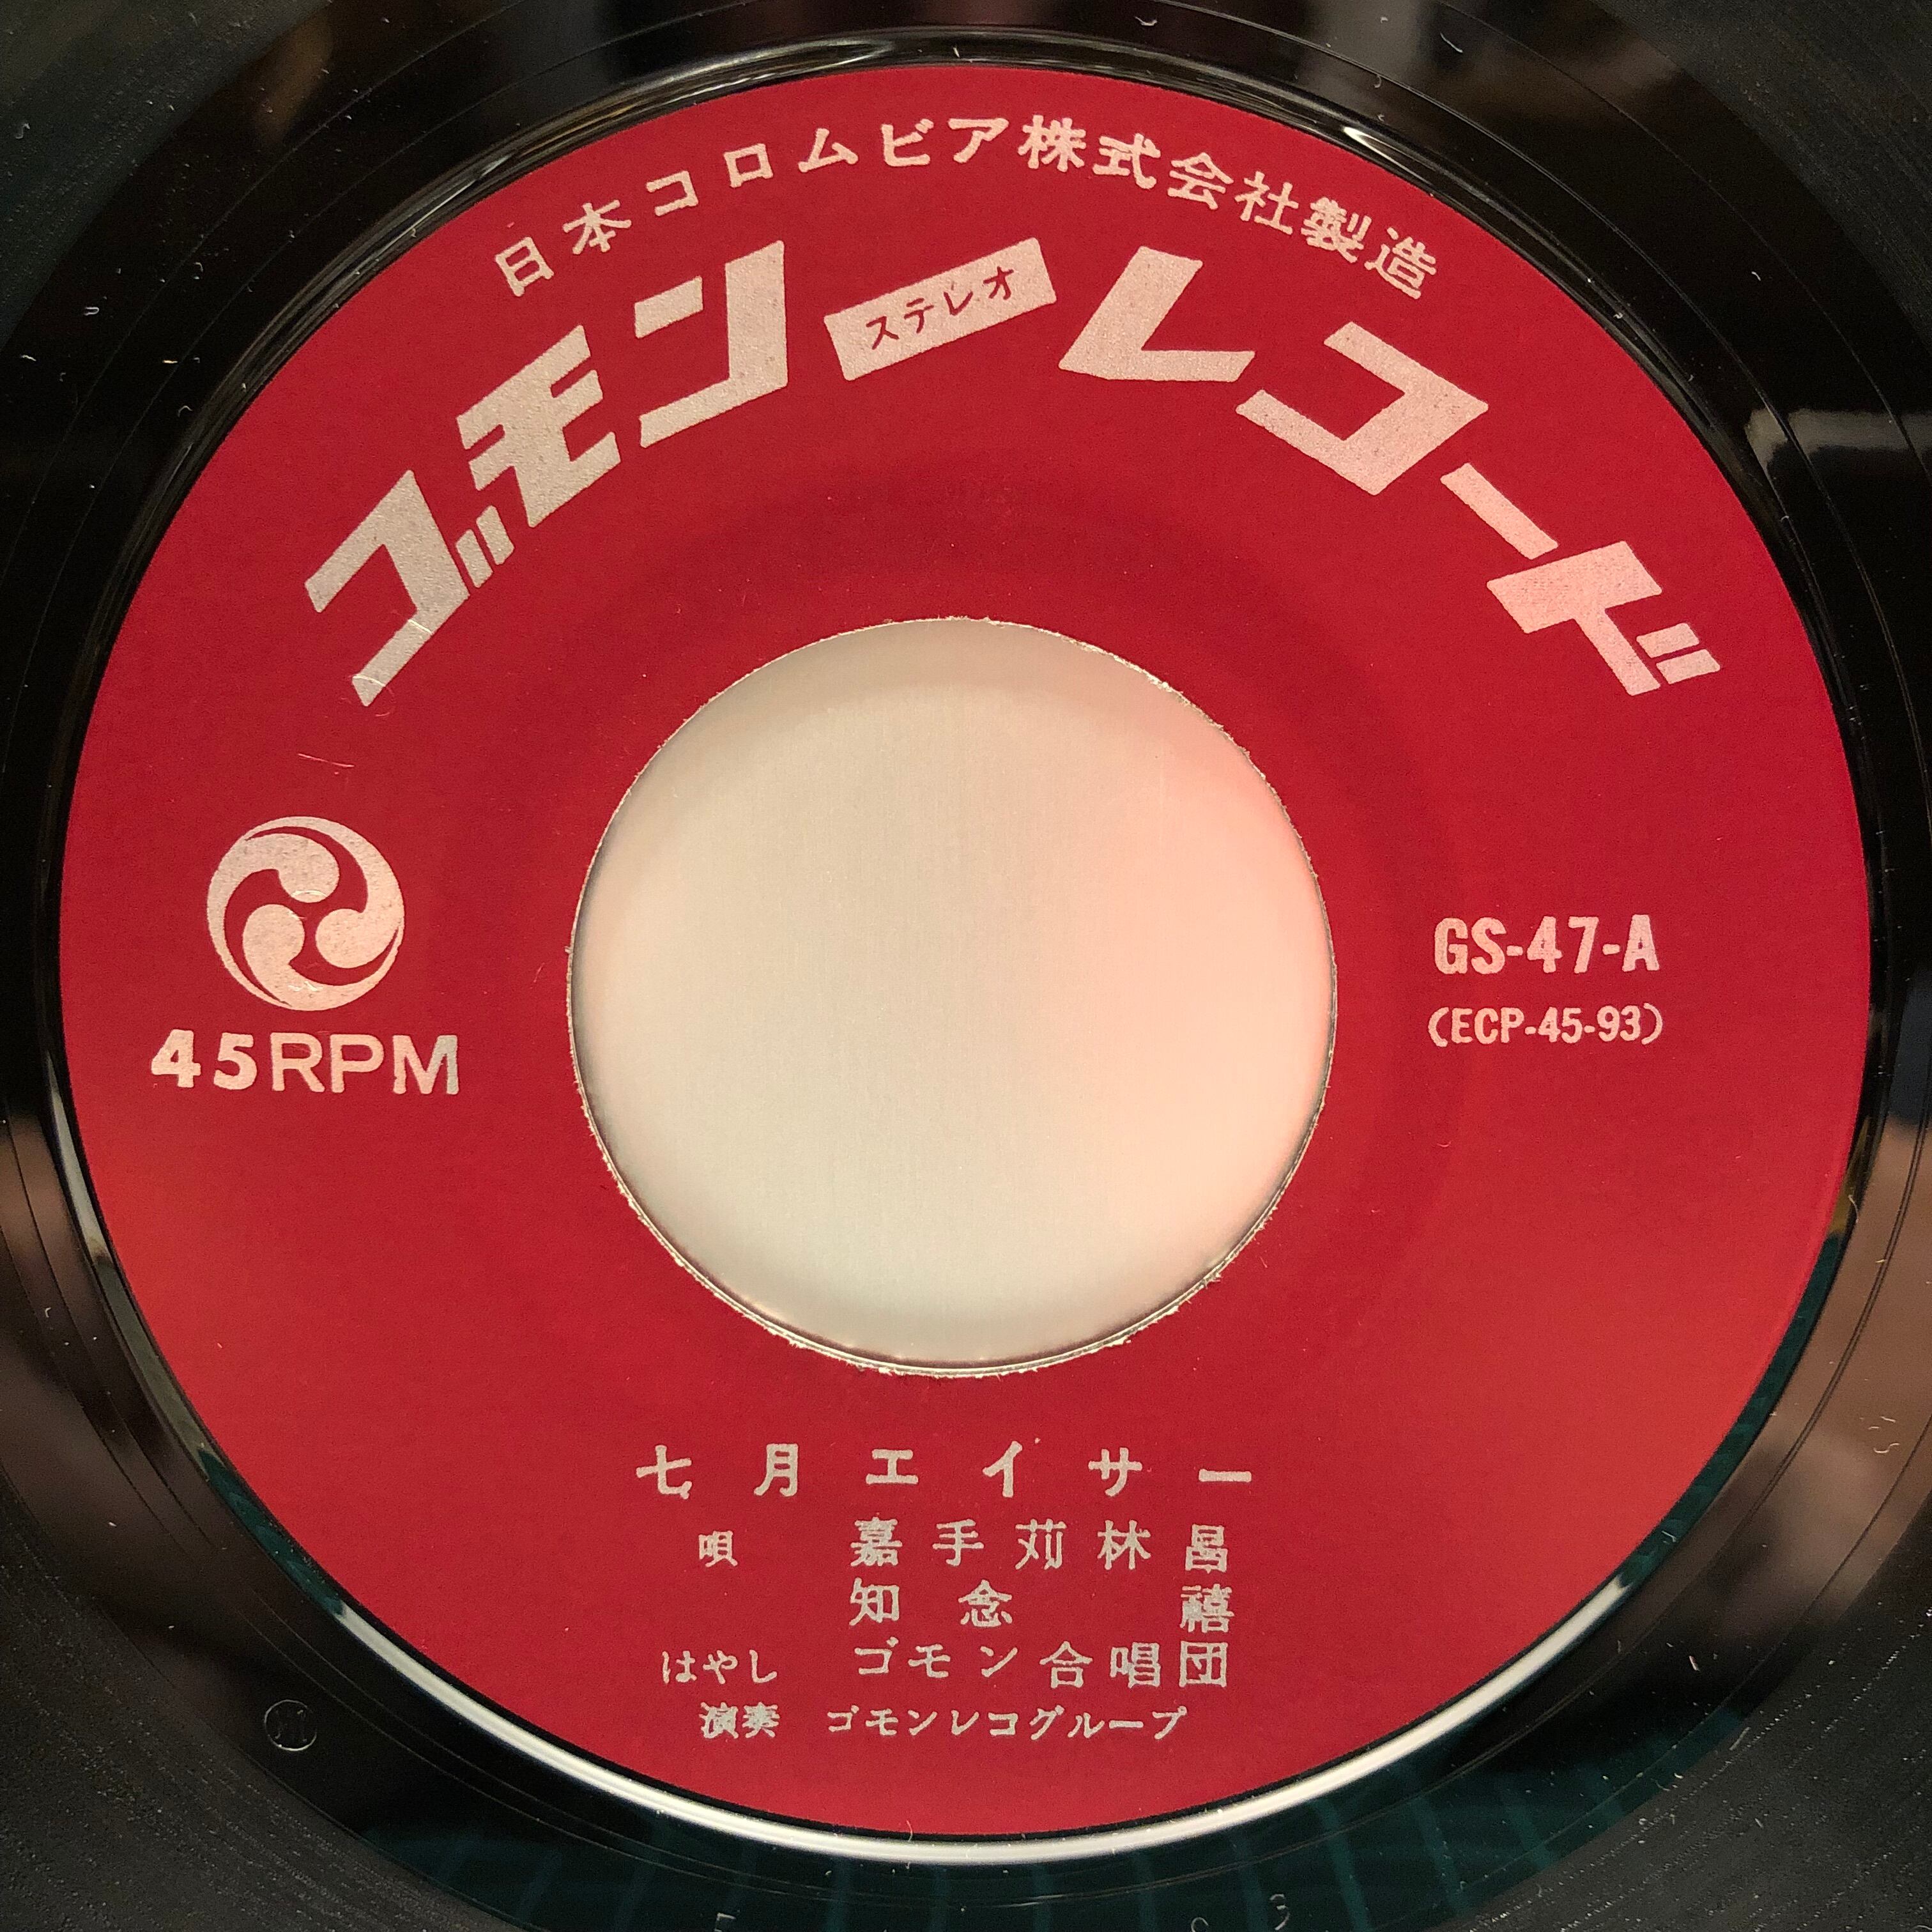 日本コロムビア株式会社製造
ゴモンーレコード
ステレオ
45RPM
GS-47-A
(ECP-45-93)
七月エイサー
唄 嘉手苅林昌
知念 禧
はやし ゴモン合唱団
演奏 ゴモンレコグループ